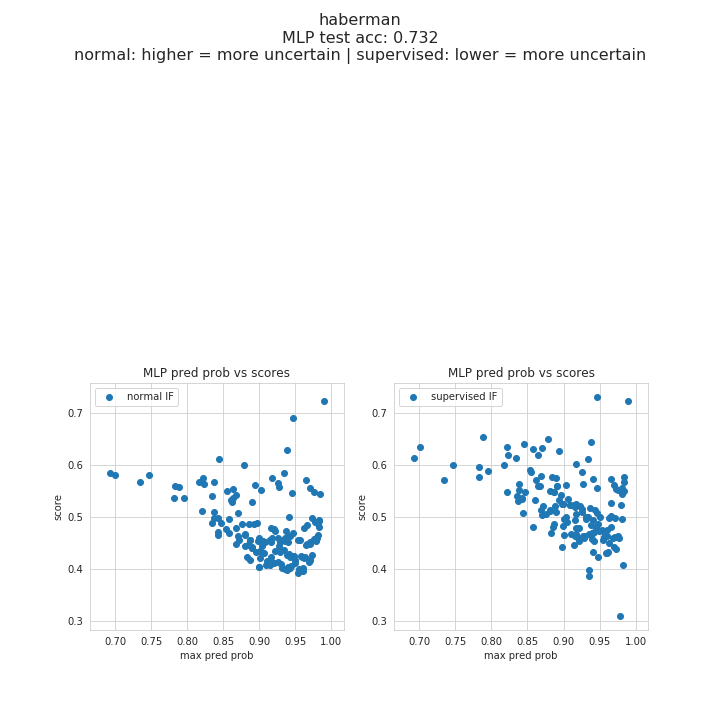 haberman
MLP test acc: 0.732
normal: higher = more uncertain | supervised: lower = more uncertain
MLP pred prob vs scores
normal IF
score
0.7
0.6
0.5
0.4
0.3
0.70 0.75 0.80 0.85 0.90 0.95 1.00
max pred prob
MLP pred prob vs scores
supervised IF
score
0.7
0.6
0.5
0.4
0.3
0.70 0.75 0.80 0.85 0.90 0.95 1.00
max pred prob